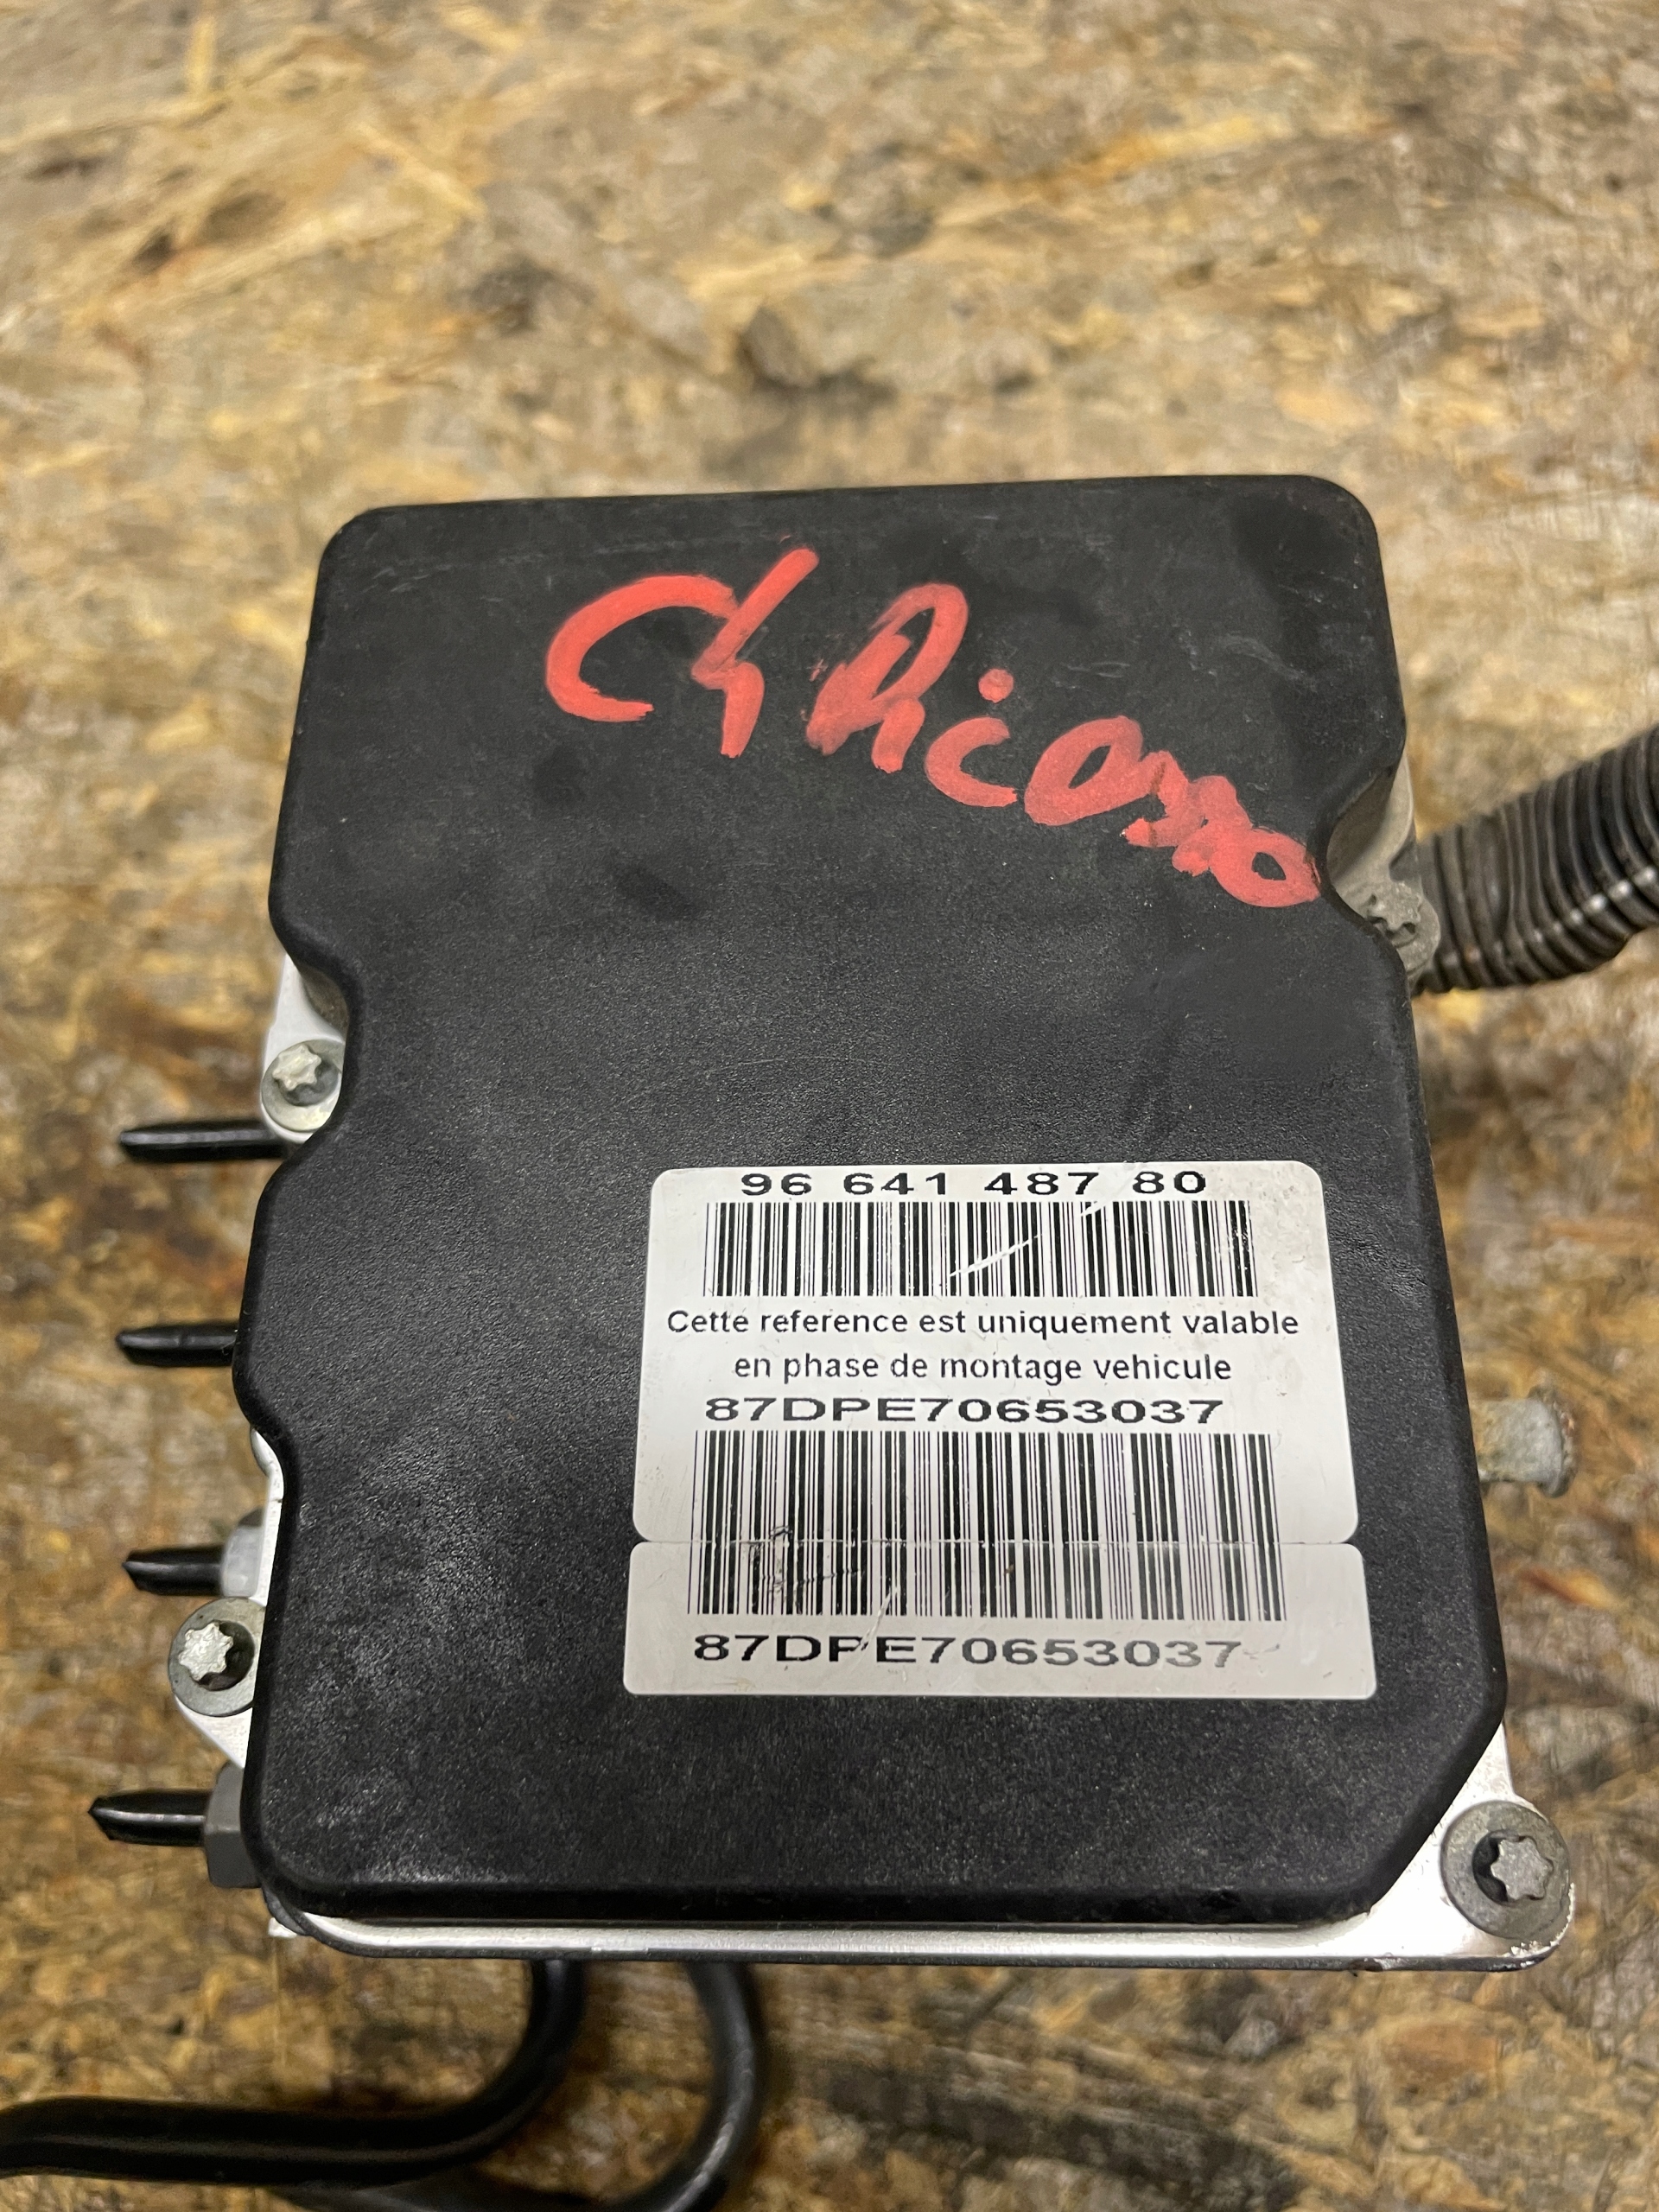 C4 Picasso
96 641 487 80
Cette reference est uniquement valable
en phase de montage vehicule
87DPE70653037
87DPE70653037